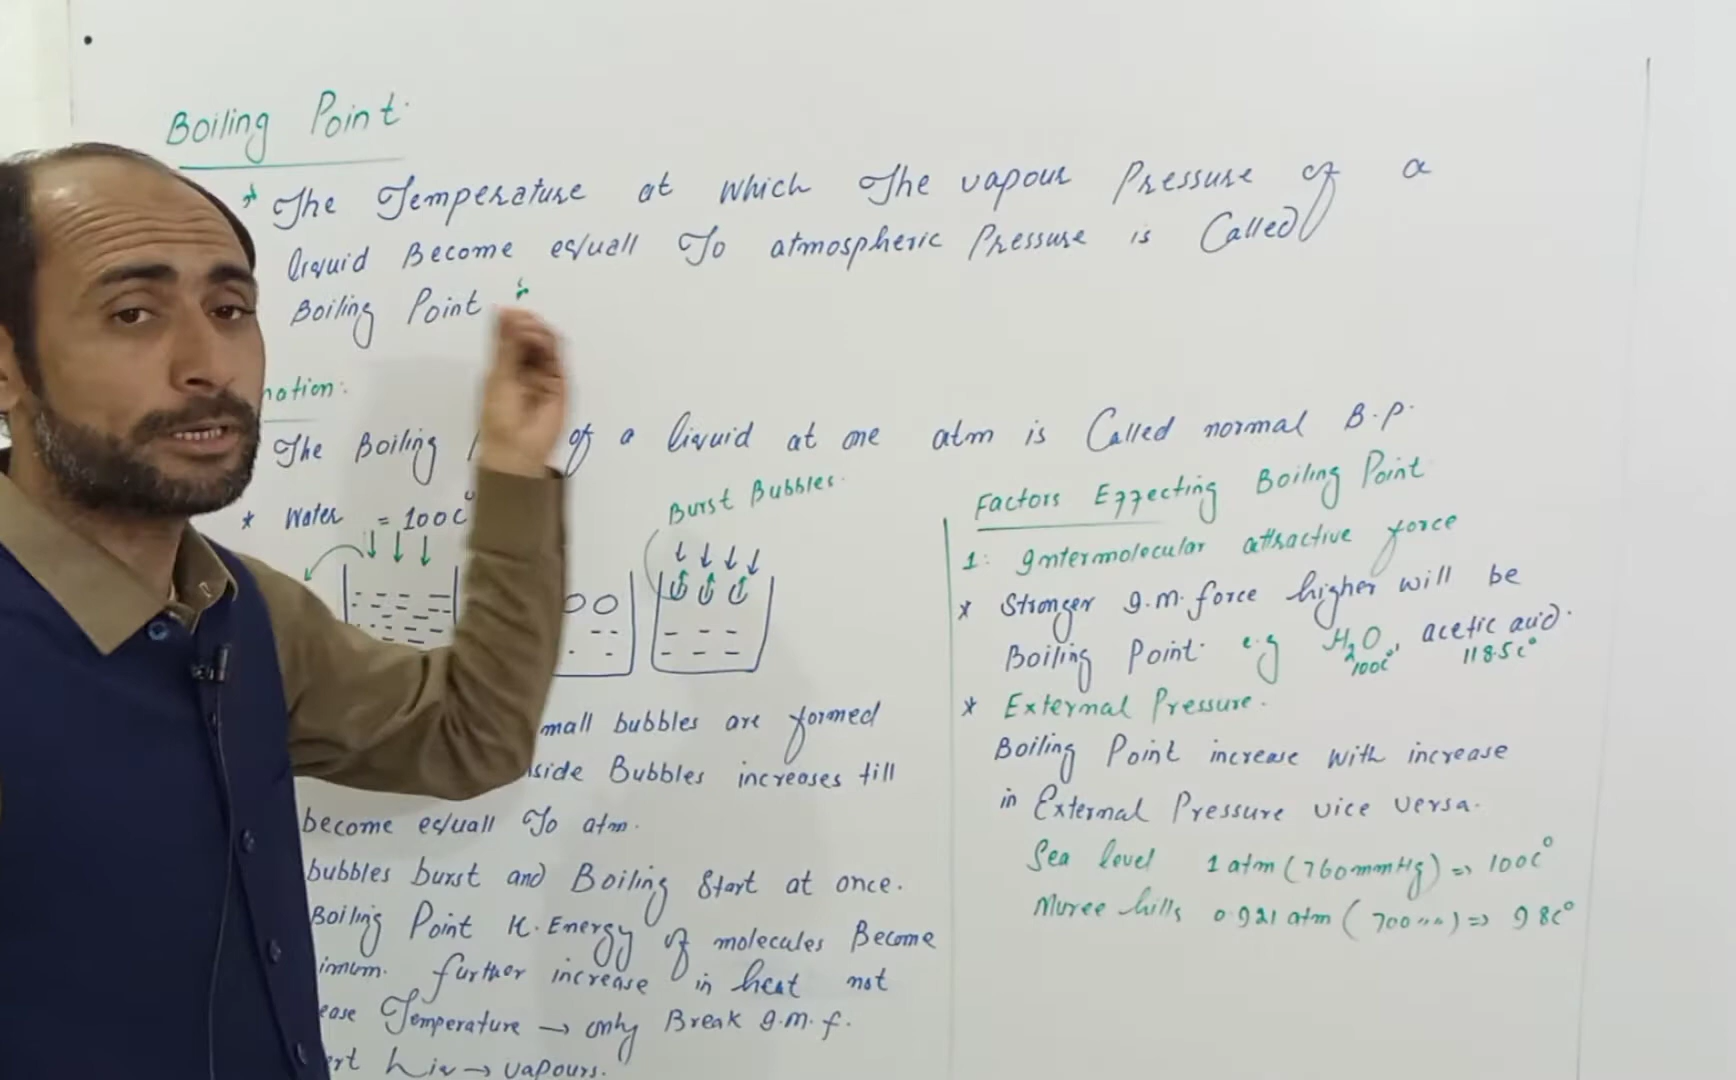 Boiling Point.
* The Temperature at which The vapour Pressure of a
liquid Become equall To atmospheric Pressure is Called
Boiling Point
nation:
The Boiling of a liquid at one atm is Called normal B.P.
* Water = 100C°
Burst Bubbles.
mall bubbles are formed
side Bubbles increases till
become equall To atm.
bubbles burst and Boiling Start at once.
Boiling Point K.Energy of molecules Become
imum. further increase in heat not
ease Temperature → only Break I.m.f.
ert Liq → vapours.
Factors Effecting Boiling Point
1: Intermolecular attractive force
* Stronger I.m. force higher will be
Boiling Point. e.g H2O, acetic acid.
100C° 118.5C°
* External Pressure.
Boiling Point increase with increase
in External Pressure vice versa.
Sea level 1 atm (760mmHg) => 100C°
Muree hills 0.921 atm (700 〃) => 98C°